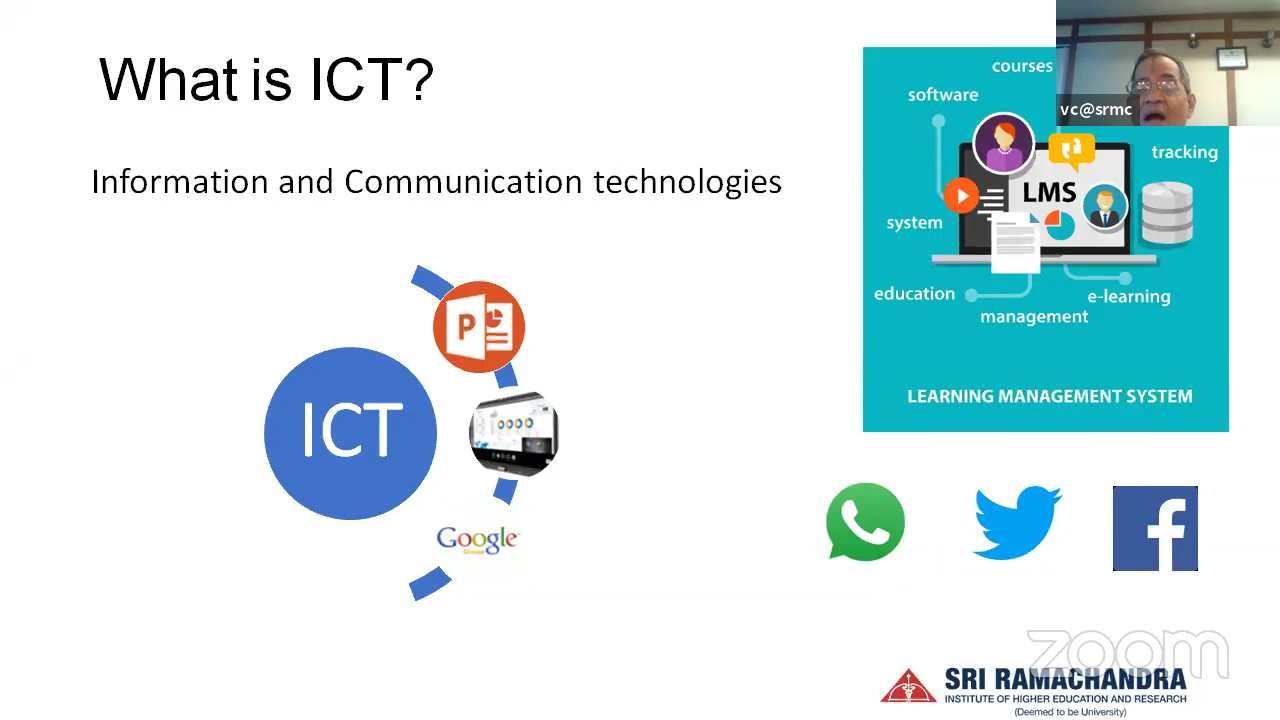 What is ICT?
Information and Communication technologies
ICT
P
Google
courses
software
vc@srmc
tracking
LMS
system
education
e-learning
management
LEARNING MANAGEMENT SYSTEM
f
zoom
SRI RAMACHANDRA
INSTITUTE OF HIGHER EDUCATION AND RESEARCH
(Deemed to be University)